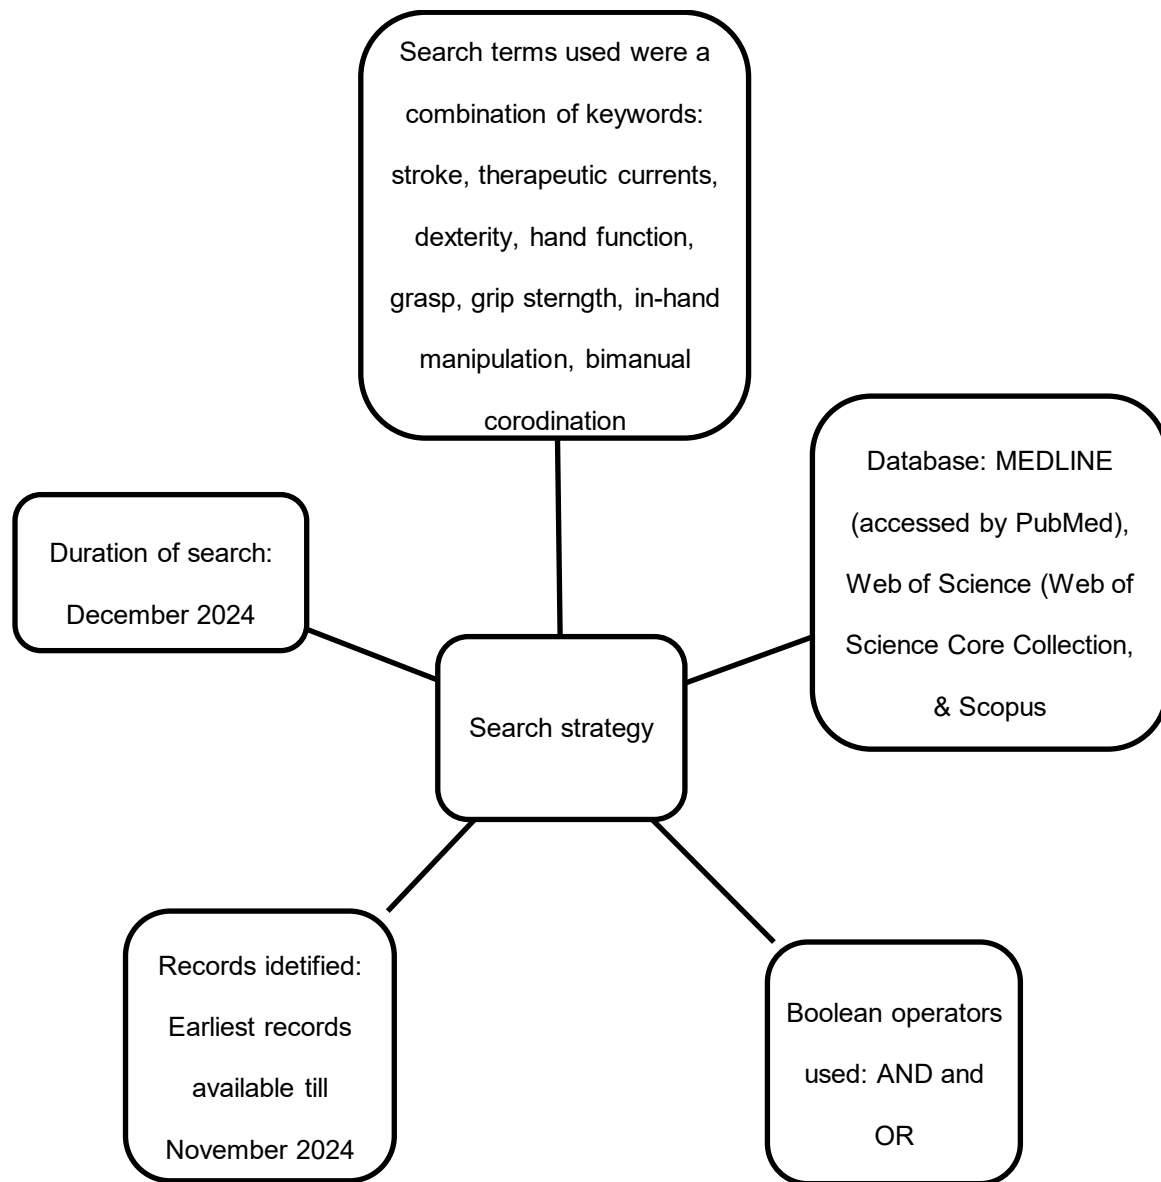 Search terms used were a
combination of keywords:
stroke, therapeutic currents,
dexterity, hand function,
grasp, grip sterngth, in-hand
manipulation, bimanual
corodination
Database: MEDLINE
(accessed by PubMed),
Web of Science (Web of
Science Core Collection,
& Scopus
Duration of search:
December 2024
Search strategy
Records idetified:
Earliest records
available till
November 2024
Boolean operators
used: AND and
OR